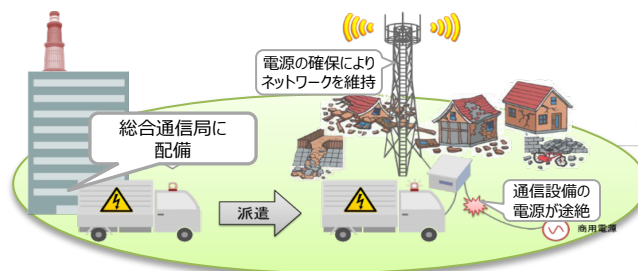 電源の確保により
ネットワークを維持
総合通信局に
配備
派遣
通信設備の
電源が途絶
商用電源